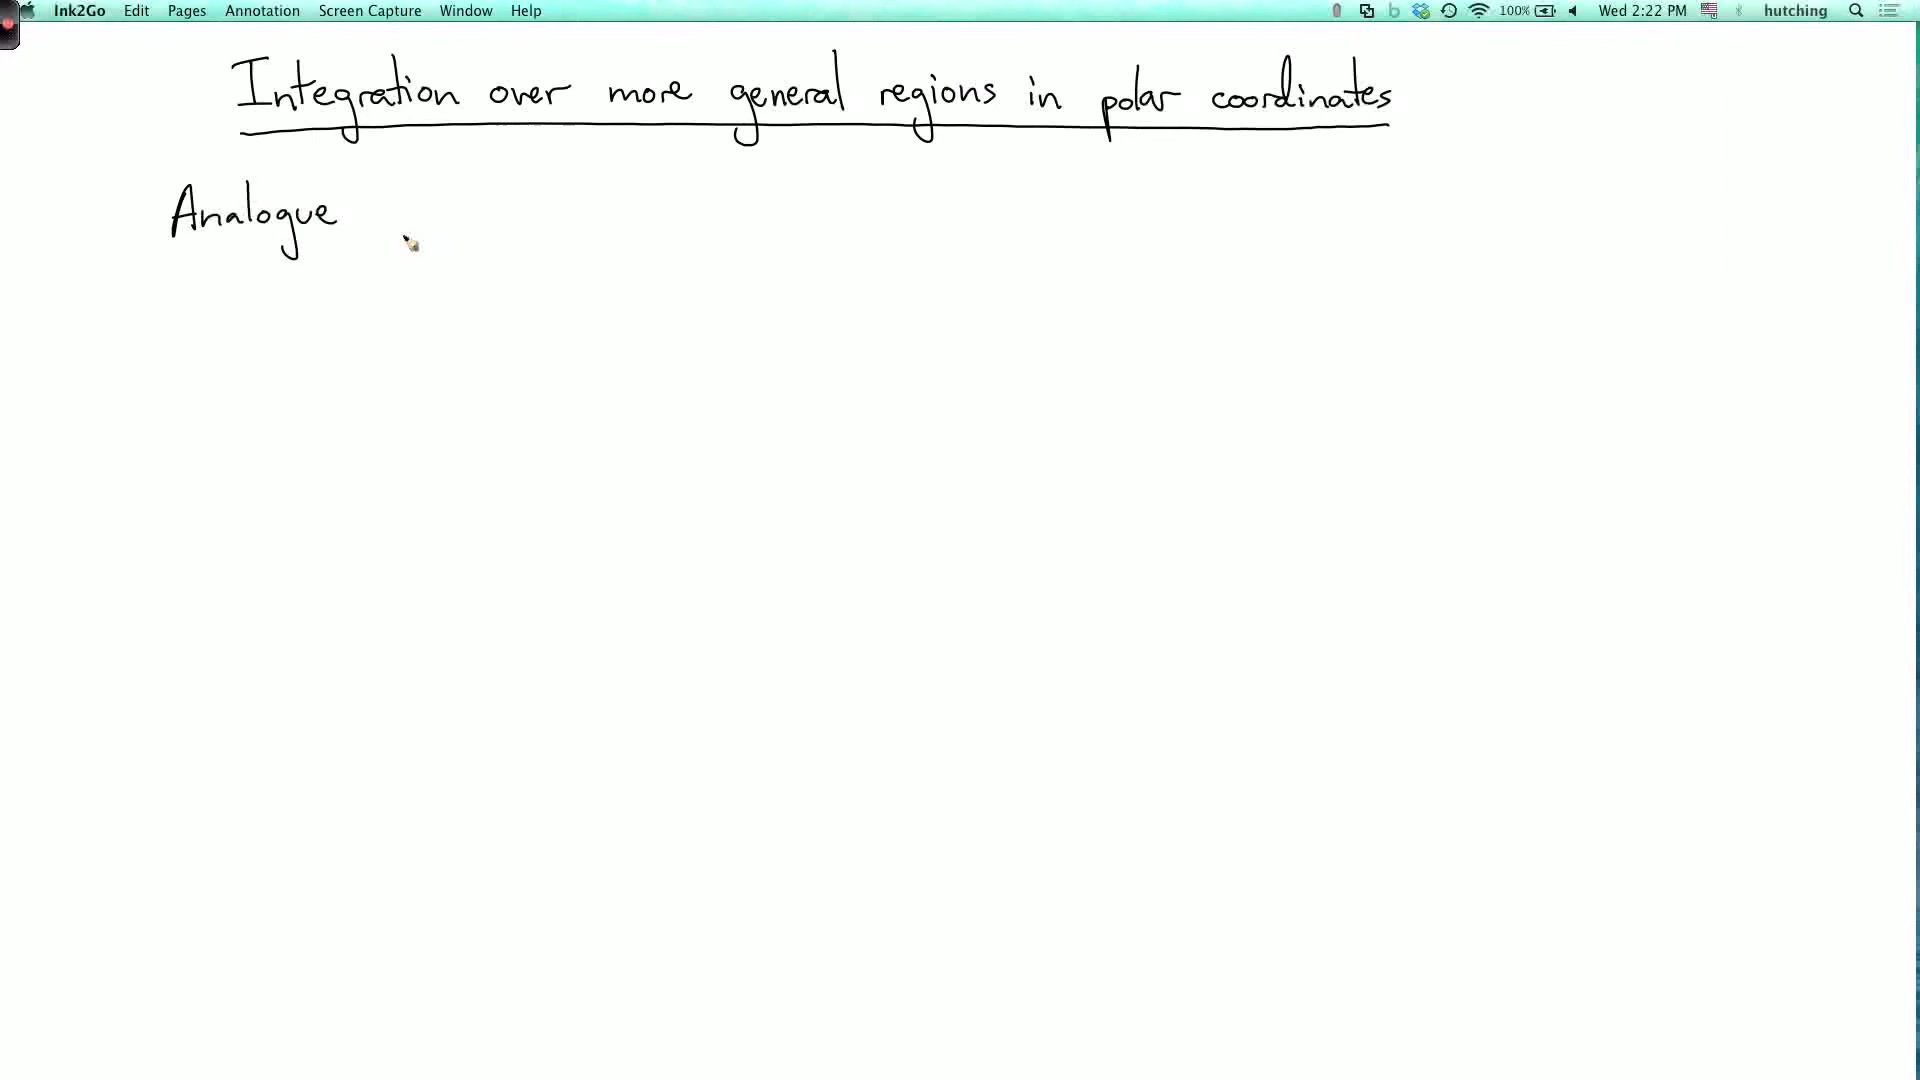 Ink2Go Edit Pages Annotation Screen Capture Window Help 100% Wed 2:22 PM hutching
Integration over more general regions in polar coordinates
Analogue